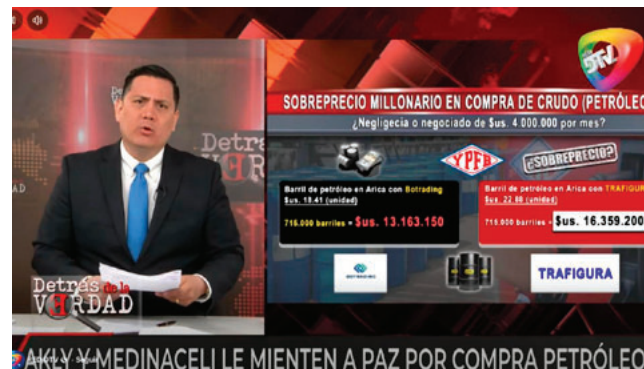 DTV
SOBREPRECIO MILLONARIO EN COMPRA DE CRUDO (PETRÓLEO
¿Negligecia o negociado de $us. 4.000.000 por mes?
YPFB
¿SOBREPRECIO?
Barril de petróleo en Arica con Botrading
$us. 18.41 (unidad)
715.000 barriles = $us. 13.163.150
Barril de petróleo en Arica con TRAFIGUR
$us. 22.88 (unidad)
715.000 barriles = $us. 16.359.200
TRAFIGURA
Detrás de la
VERDAD
AKLY Y MEDINACELI LE MIENTEN A PAZ POR COMPRA PETRÓLEO